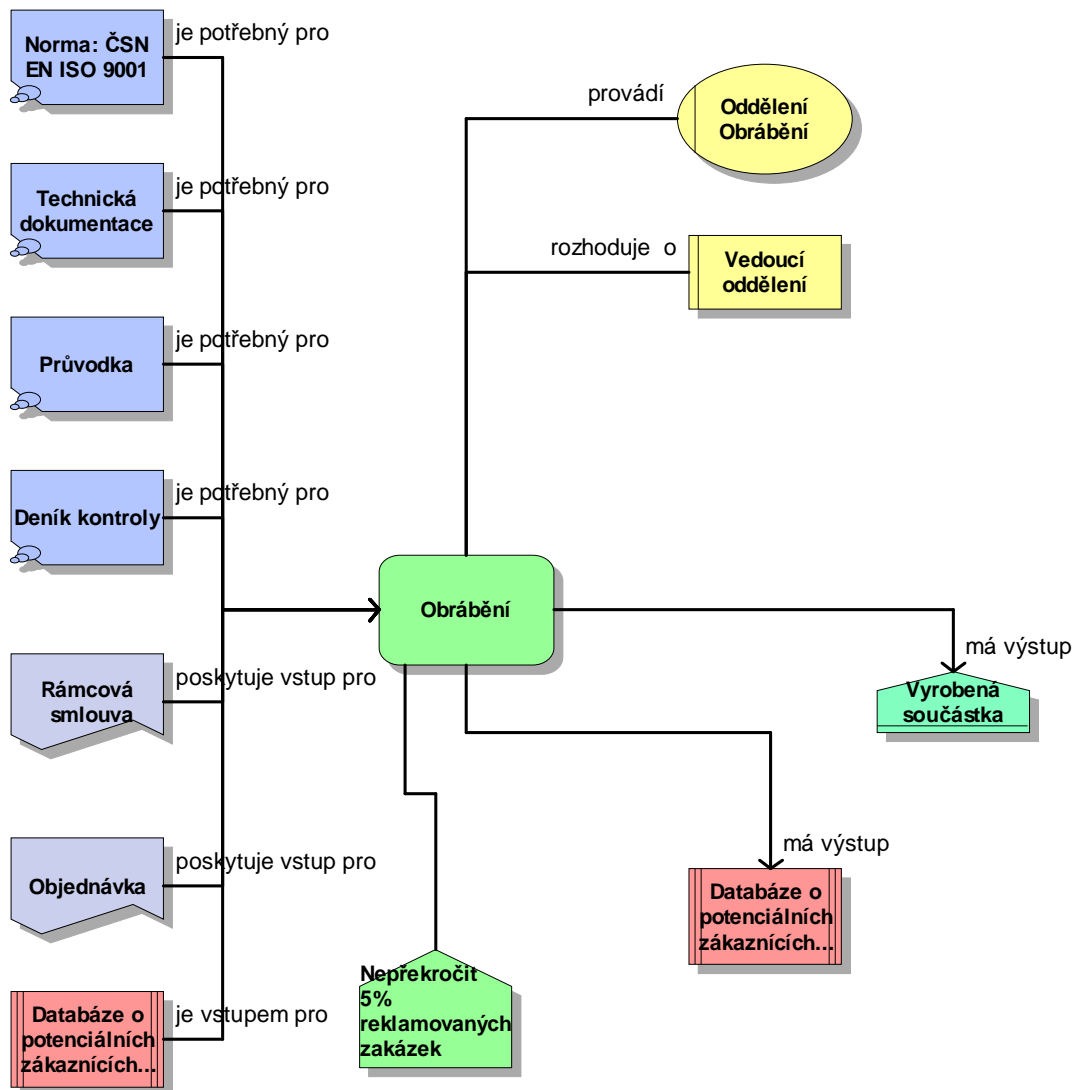 Norma: ČSN
EN ISO 9001
je potřebný pro
Technická
dokumentace
je potřebný pro
Průvodka
je potřebný pro
Deník kontroly
je potřebný pro
Rámcová
smlouva
poskytuje vstup pro
Objednávka
poskytuje vstup pro
Databáze o
potenciálních
zákaznících...
je vstupem pro
provádí
Oddělení
Obrábění
rozhoduje o
Vedoucí
oddělení
Obrábění
má výstup
Vyrobená
součástka
má výstup
Databáze o
potenciálních
zákaznících...
Nepřekročit
5%
reklamovaných
zakázek